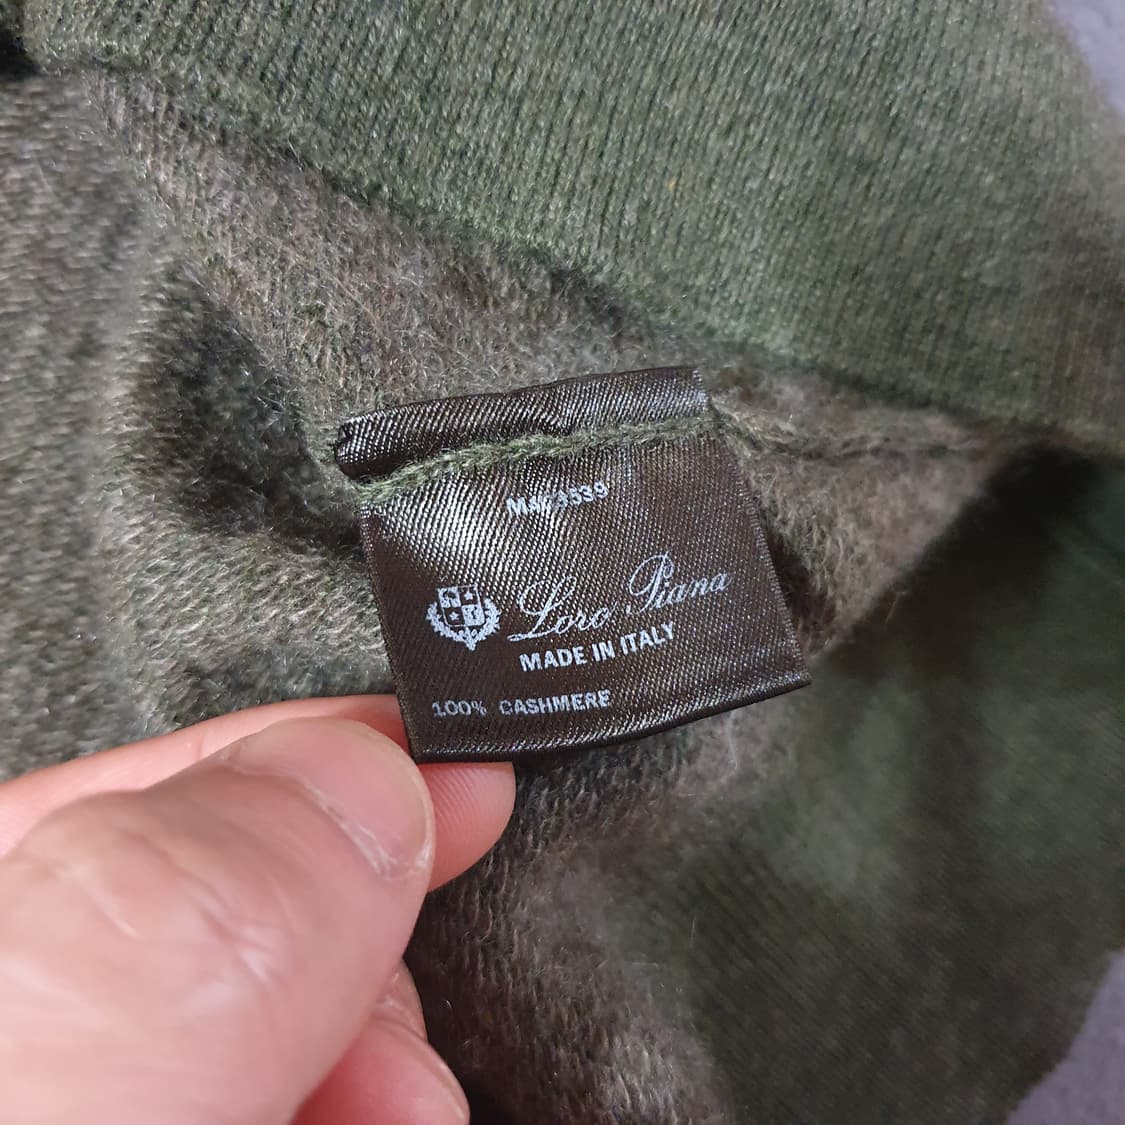 Loro Piana
MADE IN ITALY
100% CASHMERE